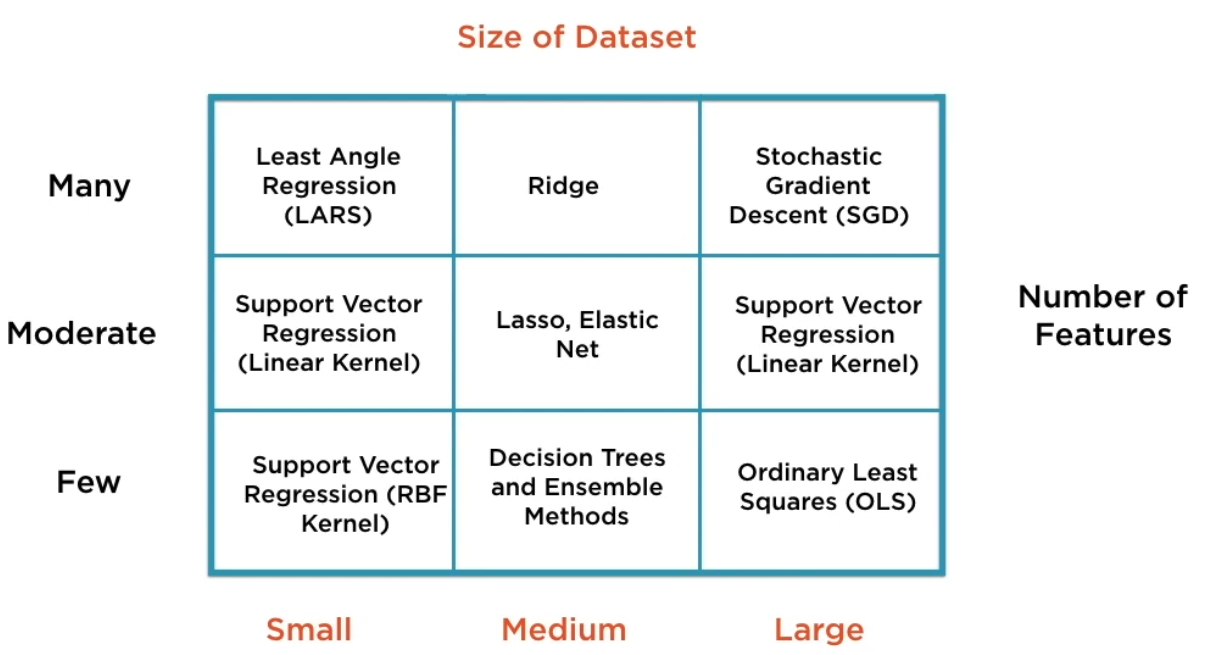 Size of Dataset
Many
Least Angle
Regression
(LARS)
Ridge
Stochastic
Gradient
Descent (SGD)
Moderate
Support Vector
Regression
(Linear Kernel)
Lasso, Elastic
Net
Support Vector
Regression
(Linear Kernel)
Number of
Features
Few
Support Vector
Regression (RBF
Kernel)
Decision Trees
and Ensemble
Methods
Ordinary Least
Squares (OLS)
Small
Medium
Large